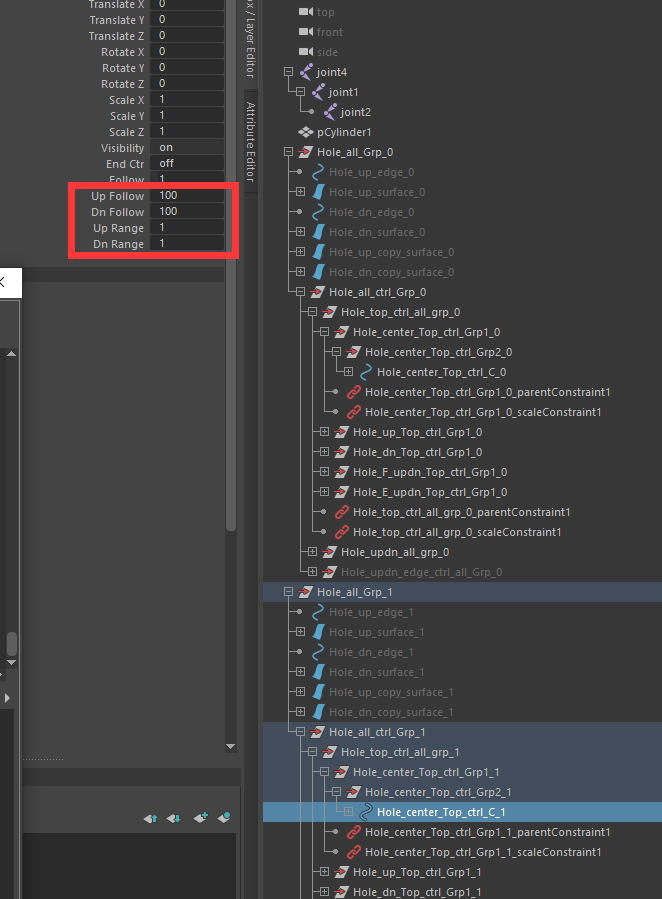 Translate X 0
Translate Y 0
Translate Z 0
Rotate X 0
Rotate Y 0
Rotate Z 0
Scale X 1
Scale Y 1
Scale Z 1
Visibility on
End Ctr off
Follow 1
Up Follow 100
Dn Follow 100
Up Range 1
Dn Range 1
/ Layer Editor
Attribute Editor
top
front
side
joint4
joint1
joint2
pCylinder1
Hole_all_Grp_0
Hole_up_edge_0
Hole_up_surface_0
Hole_dn_edge_0
Hole_dn_surface_0
Hole_up_copy_surface_0
Hole_dn_copy_surface_0
Hole_all_ctrl_Grp_0
Hole_top_ctrl_all_grp_0
Hole_center_Top_ctrl_Grp1_0
Hole_center_Top_ctrl_Grp2_0
Hole_center_Top_ctrl_C_0
Hole_center_Top_ctrl_Grp1_0_parentConstraint1
Hole_center_Top_ctrl_Grp1_0_scaleConstraint1
Hole_up_Top_ctrl_Grp1_0
Hole_dn_Top_ctrl_Grp1_0
Hole_F_updn_Top_ctrl_Grp1_0
Hole_E_updn_Top_ctrl_Grp1_0
Hole_top_ctrl_all_grp_0_parentConstraint1
Hole_top_ctrl_all_grp_0_scaleConstraint1
Hole_updn_all_grp_0
Hole_updn_edge_ctrl_all_Grp_0
Hole_all_Grp_1
Hole_up_edge_1
Hole_up_surface_1
Hole_dn_edge_1
Hole_dn_surface_1
Hole_up_copy_surface_1
Hole_dn_copy_surface_1
Hole_all_ctrl_Grp_1
Hole_top_ctrl_all_grp_1
Hole_center_Top_ctrl_Grp1_1
Hole_center_Top_ctrl_Grp2_1
Hole_center_Top_ctrl_C_1
Hole_center_Top_ctrl_Grp1_1_parentConstraint1
Hole_center_Top_ctrl_Grp1_1_scaleConstraint1
Hole_up_Top_ctrl_Grp1_1
Hole_dn_Top_ctrl_Grp1_1